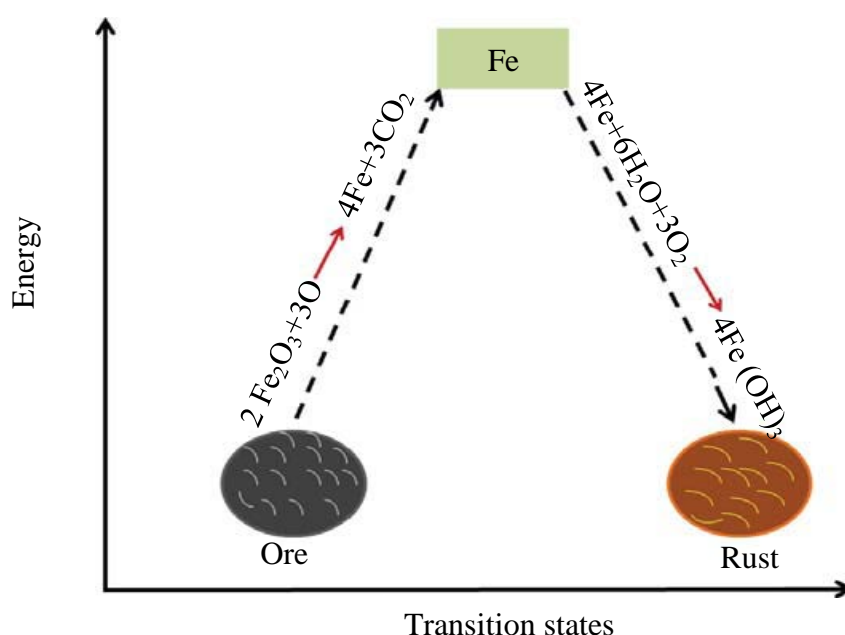 Fe
Energy
2 Fe₂O₃+3O → 4Fe+3CO₂
4Fe+6H₂O+3O₂ → 4Fe (OH)₃
Ore
Rust
Transition states